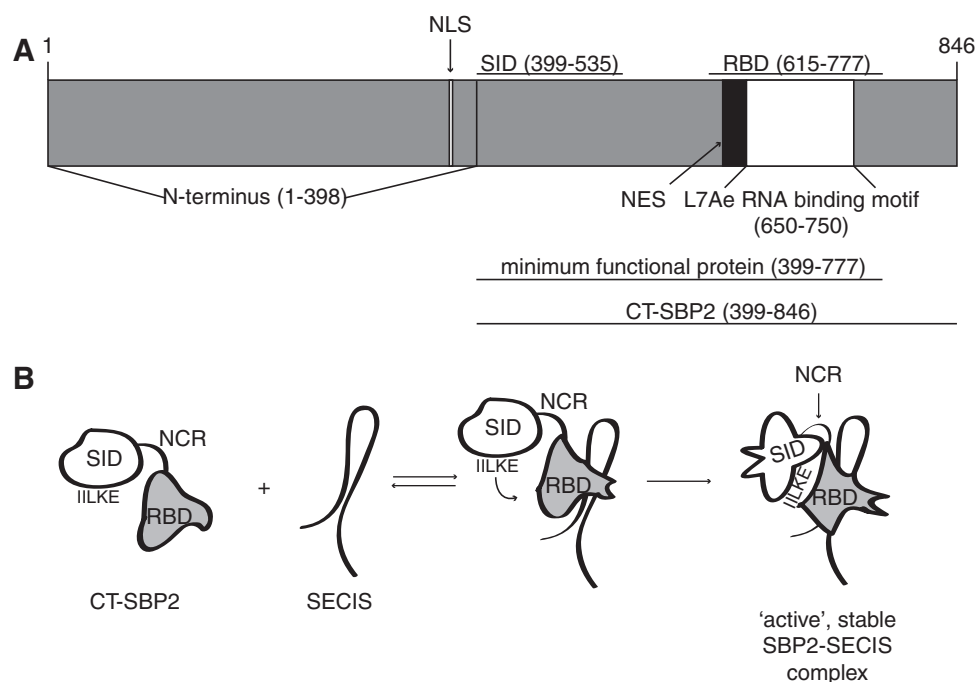 A
1
NLS
SID (399-535)
RBD (615-777)
846
N-terminus (1-398)
NES
L7Ae RNA binding motif
(650-750)
minimum functional protein (399-777)
CT-SBP2 (399-846)
B
SID
NCR
IILKE
RBD
CT-SBP2
+
SECIS
SID
NCR
IILKE
RBD
NCR
SID
IILKE
RBD
'active', stable
SBP2-SECIS
complex